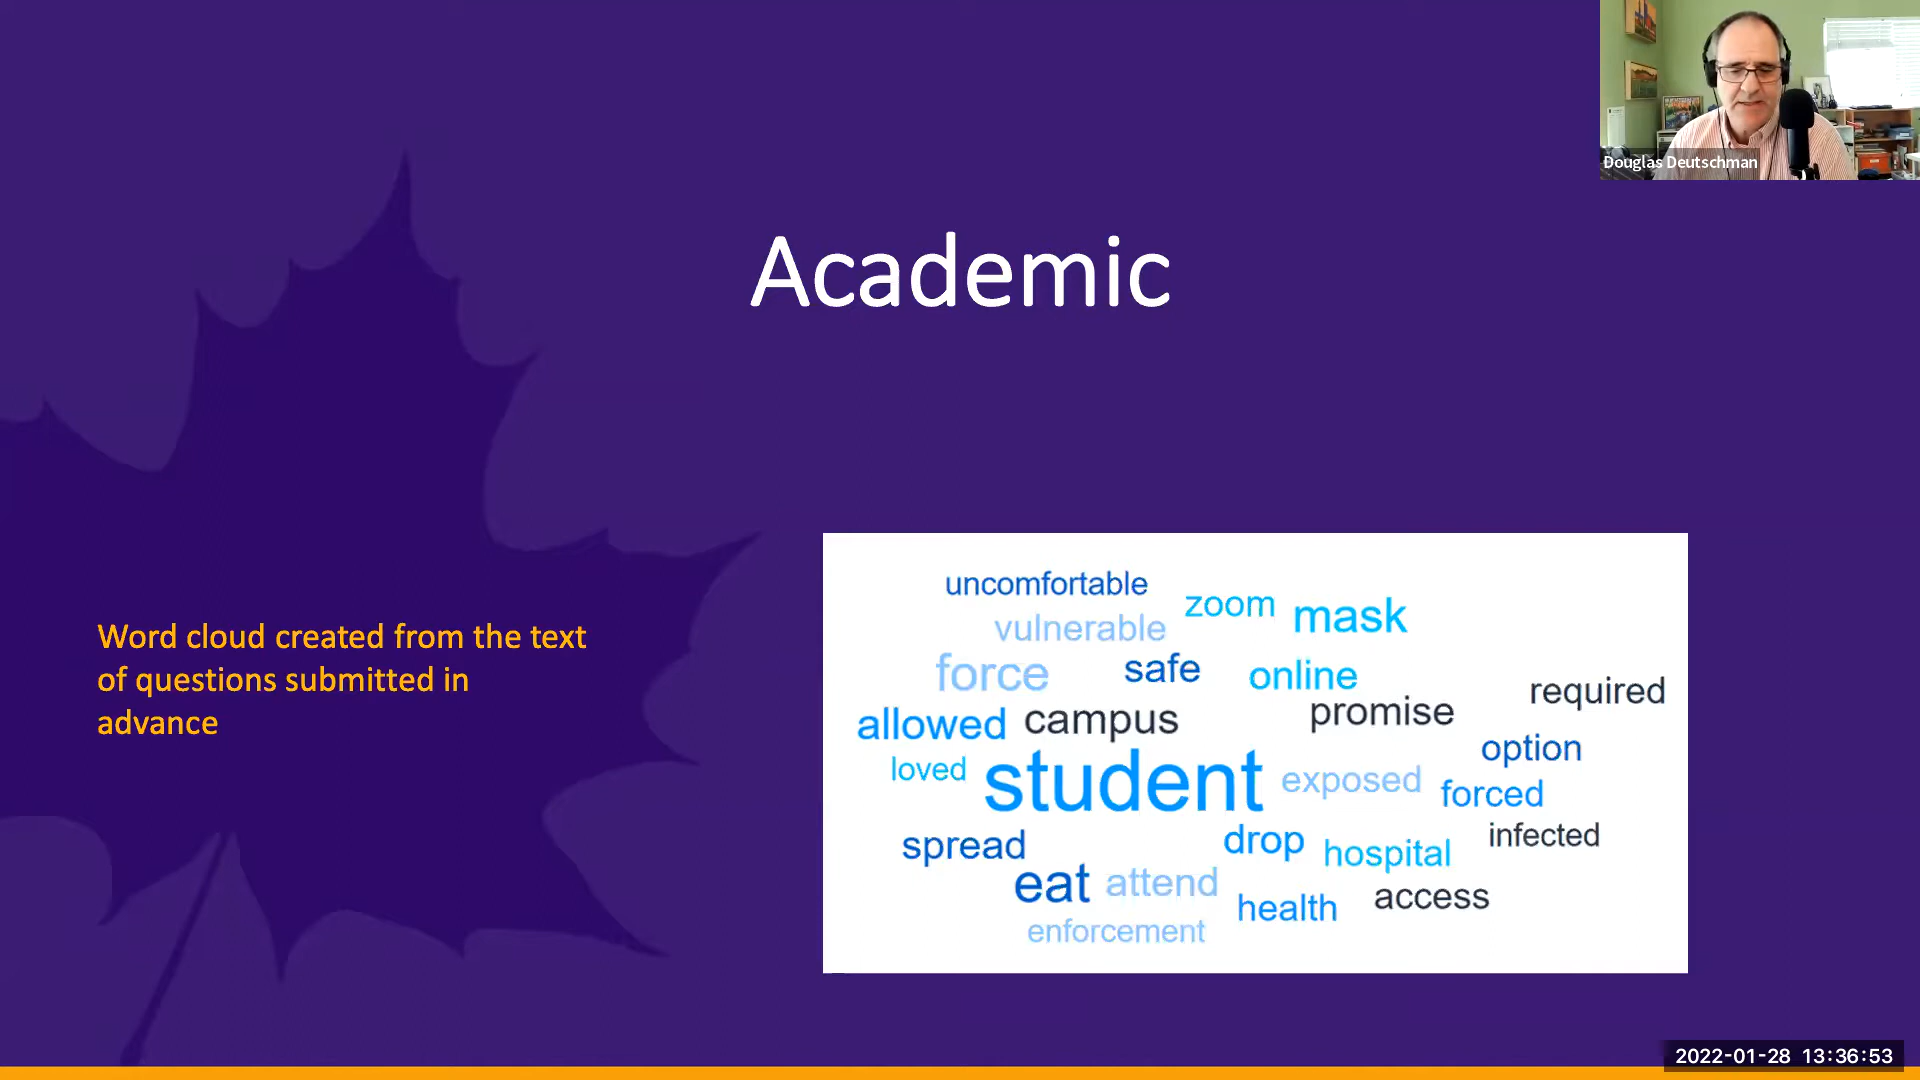 Douglas Deutschman
Academic
Word cloud created from the text
of questions submitted in
advance
uncomfortable
zoom
mask
vulnerable
force
safe
online
required
allowed
campus
promise
option
loved
student
exposed
forced
spread
drop
hospital
infected
eat
attend
health
access
enforcement
2022-01-28 13:36:53